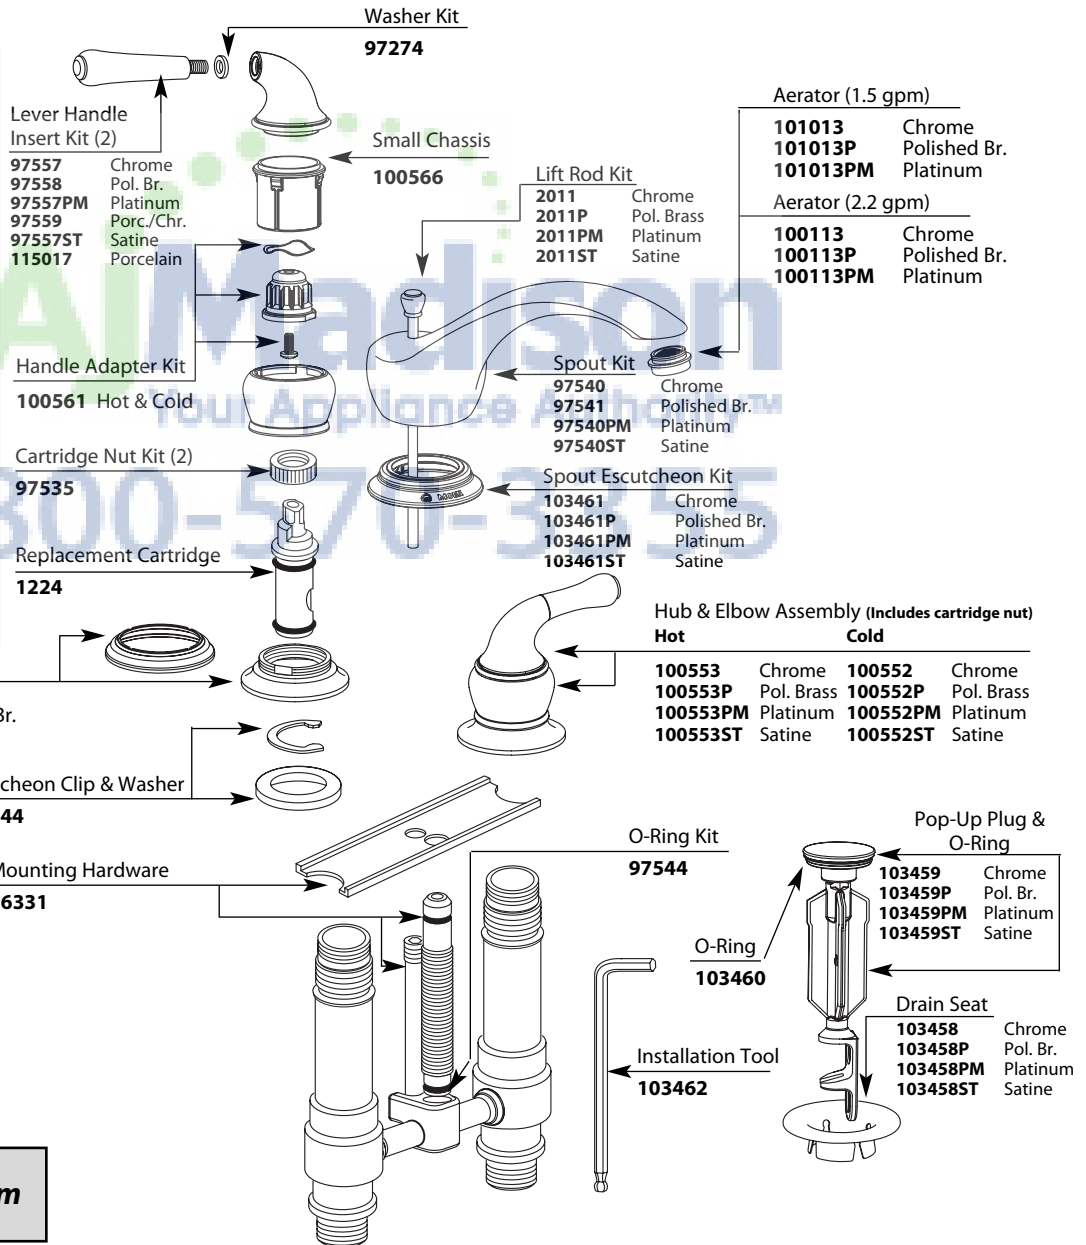 Washer Kit
97274
Lever Handle
Insert Kit (2)
97557 Chrome
97558 Pol. Br.
97557PM Platinum
97559 Porc./Chr.
97557ST Satine
115017 Porcelain
Small Chassis
100566
Lift Rod Kit
2011 Chrome
2011P Pol. Brass
2011PM Platinum
2011ST Satine
Aerator (1.5 gpm)
101013 Chrome
101013P Polished Br.
101013PM Platinum
Aerator (2.2 gpm)
100113 Chrome
100113P Polished Br.
100113PM Platinum
AjMadison
Your Appliance Authority™
800-570-3355
Handle Adapter Kit
100561 Hot & Cold
Spout Kit
97540 Chrome
97541 Polished Br.
97540PM Platinum
97540ST Satine
Cartridge Nut Kit (2)
97535
Spout Escutcheon Kit
103461 Chrome
103461P Polished Br.
103461PM Platinum
103461ST Satine
MOEN
Replacement Cartridge
1224
Hub & Elbow Assembly (Includes cartridge nut)
Hot Cold
100553 Chrome 100552 Chrome
100553P Pol. Brass 100552P Pol. Brass
100553PM Platinum 100552PM Platinum
100553ST Satine 100552ST Satine
Br.
cheon Clip & Washer
44
Mounting Hardware
6331
O-Ring Kit
97544
Pop-Up Plug &
O-Ring
103459 Chrome
103459P Pol. Br.
103459PM Platinum
103459ST Satine
O-Ring
103460
Drain Seat
103458 Chrome
103458P Pol. Br.
103458PM Platinum
103458ST Satine
Installation Tool
103462
m